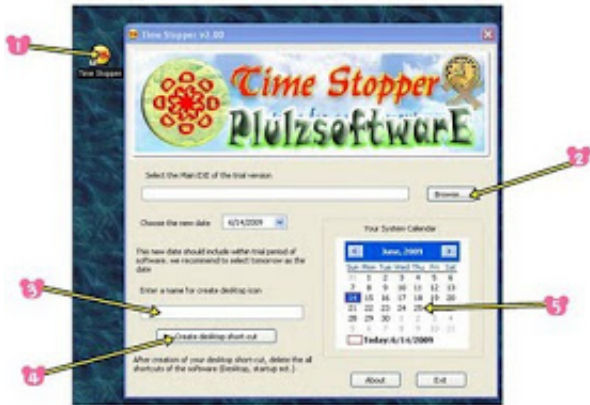 1
Time Stopper
Time Stopper v3.00
Time Stopper
PlulzsoftwarE
Select the Main EXE of the trial version
Browse...
2
Choose the new date
6/14/2009
Your System Calendar
June, 2009
Sun Mon Tue Wed Thu Fri Sat
31 1 2 3 4 5 6
7 8 9 10 11 12 13
14 15 16 17 18 19 20
21 22 23 24 25 26 27
28 29 30 1 2 3 4
5 6 7 8 9 10 11
Today: 6/14/2009
5
This new date should include within trial period of
software. we recommend to select tomorrow as the
date
Enter a name for create desktop icon
3
Create desktop short-cut
4
After creation of your desktop short-cut, delete the all
shortcuts of the software (Desktop, startup ect.)
About
Exit